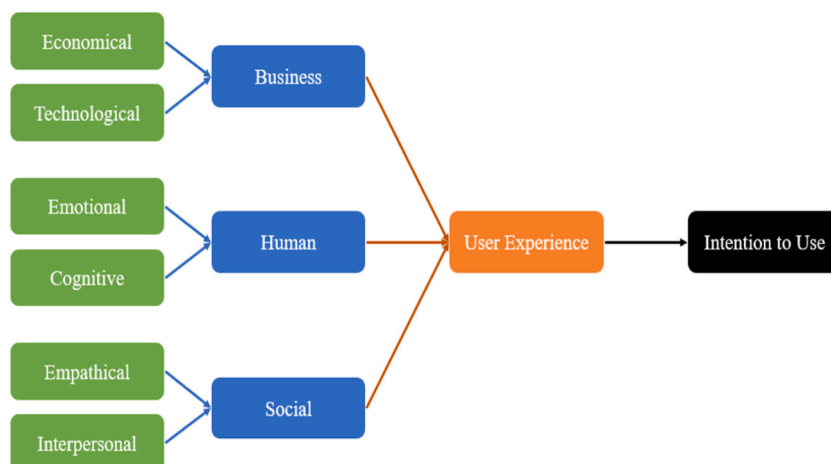 Economical
Technological
Business
Emotional
Cognitive
Human
Empathical
Interpersonal
Social
User Experience
Intention to Use